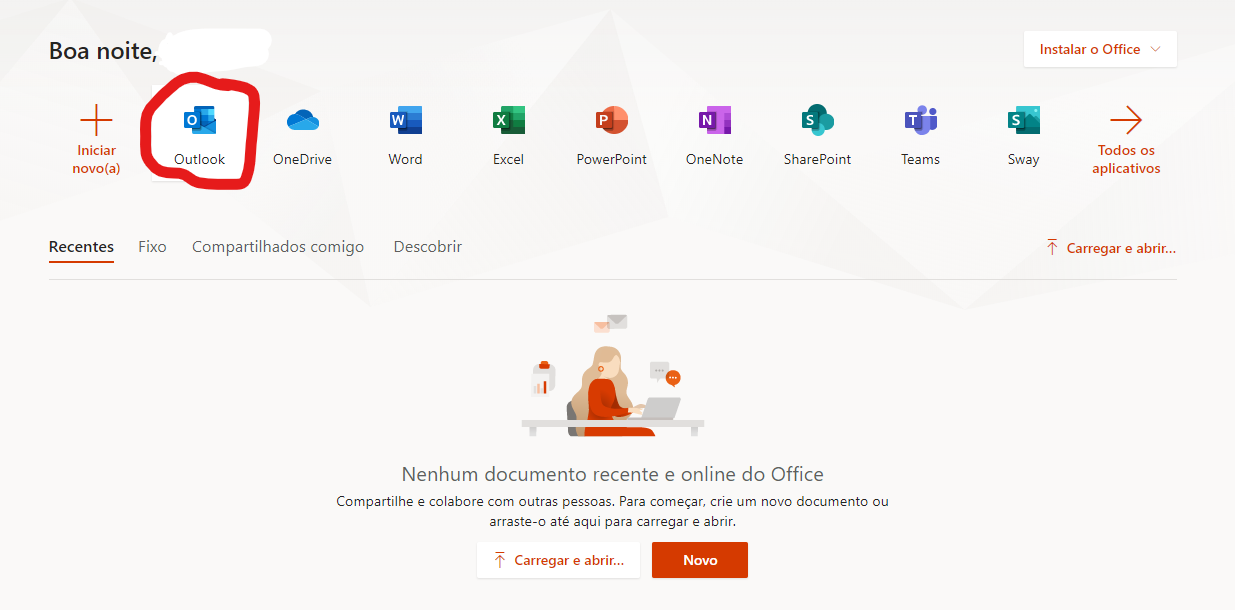 Boa noite,
Instalar o Office
Iniciar
novo(a)
Outlook
OneDrive
Word
Excel
PowerPoint
OneNote
SharePoint
Teams
Sway
Todos os
aplicativos
Recentes
Fixo
Compartilhados comigo
Descobrir
Carregar e abrir...
Nenhum documento recente e online do Office
Compartilhe e colabore com outras pessoas. Para começar, crie um novo documento ou
arraste-o até aqui para carregar e abrir.
Carregar e abrir...
Novo